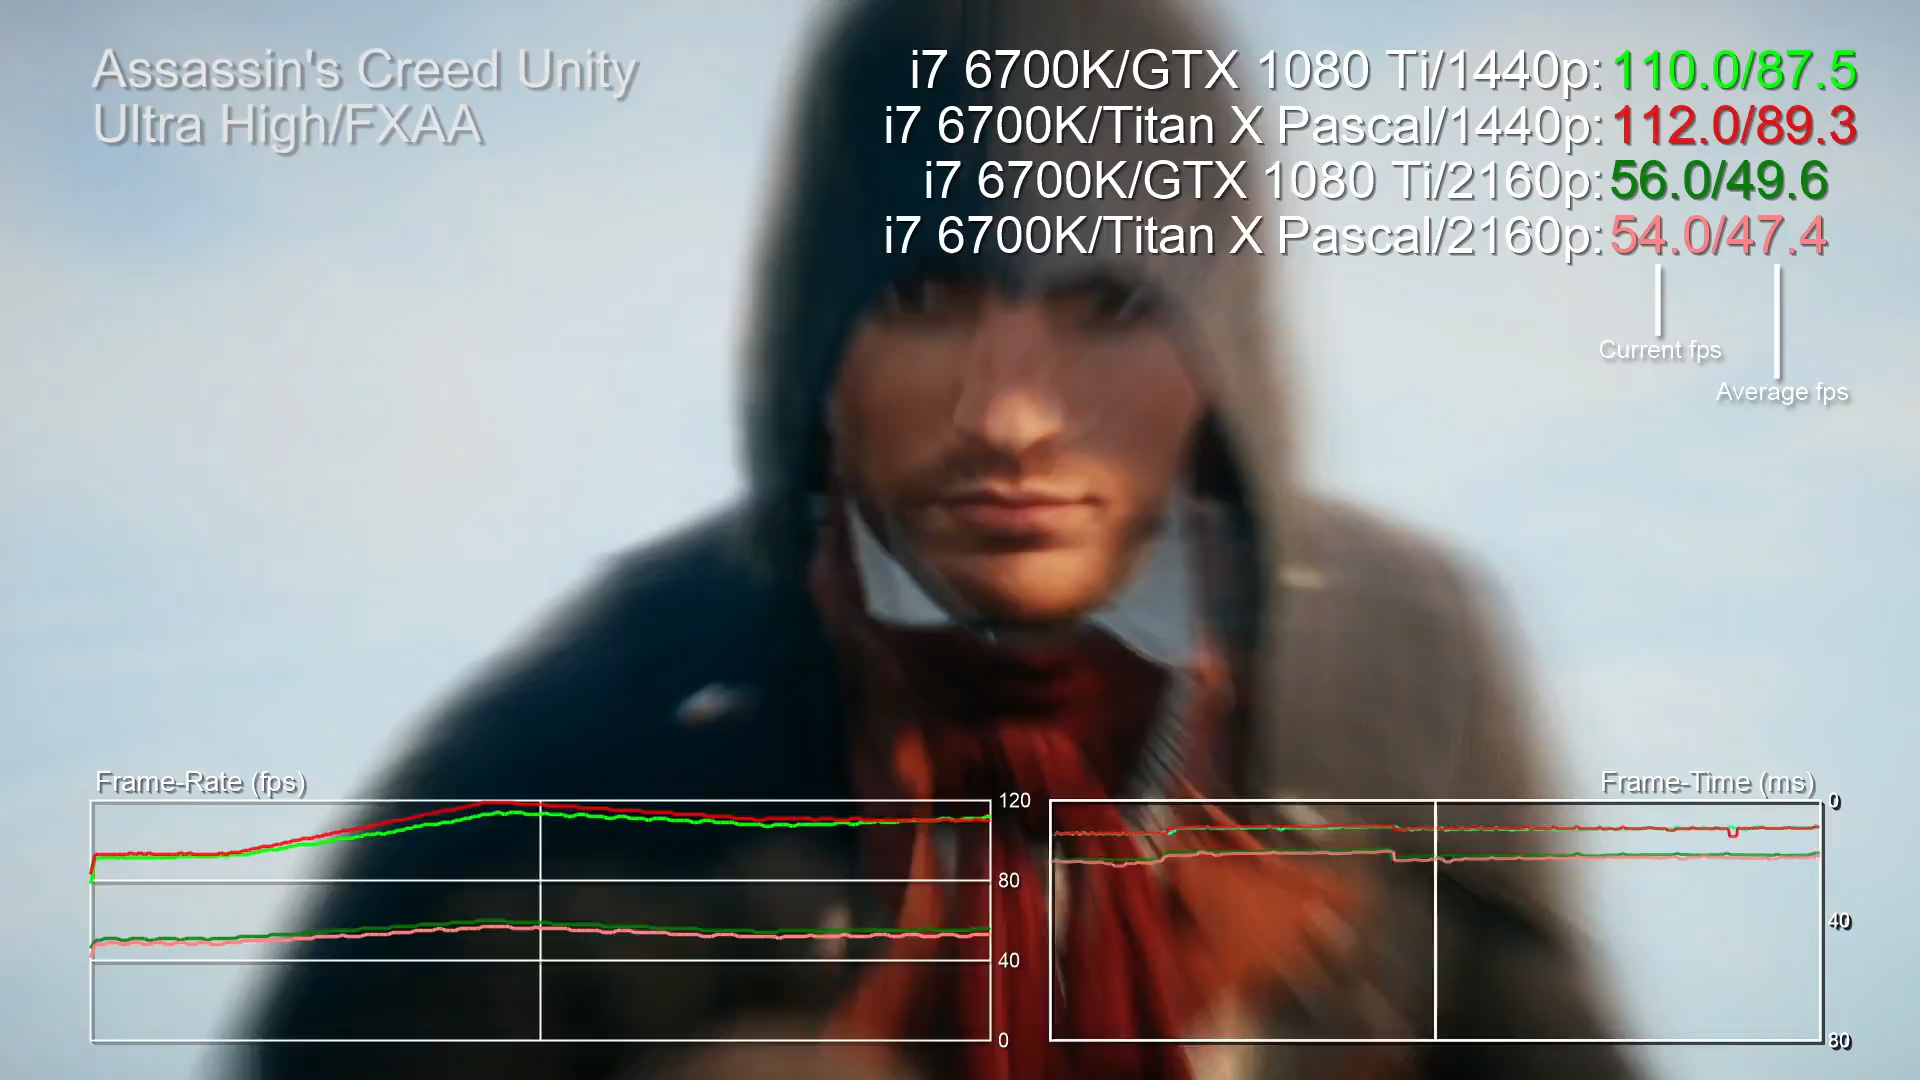 Assassin's Creed Unity
Ultra High/FXAA
i7 6700K/GTX 1080 Ti/1440p: 110.0/87.5
i7 6700K/Titan X Pascal/1440p: 112.0/89.3
i7 6700K/GTX 1080 Ti/2160p: 56.0/49.6
i7 6700K/Titan X Pascal/2160p: 54.0/47.4
Current fps
Average fps
Frame-Rate (fps)
120
80
40
0
Frame-Time (ms)
0
40
80